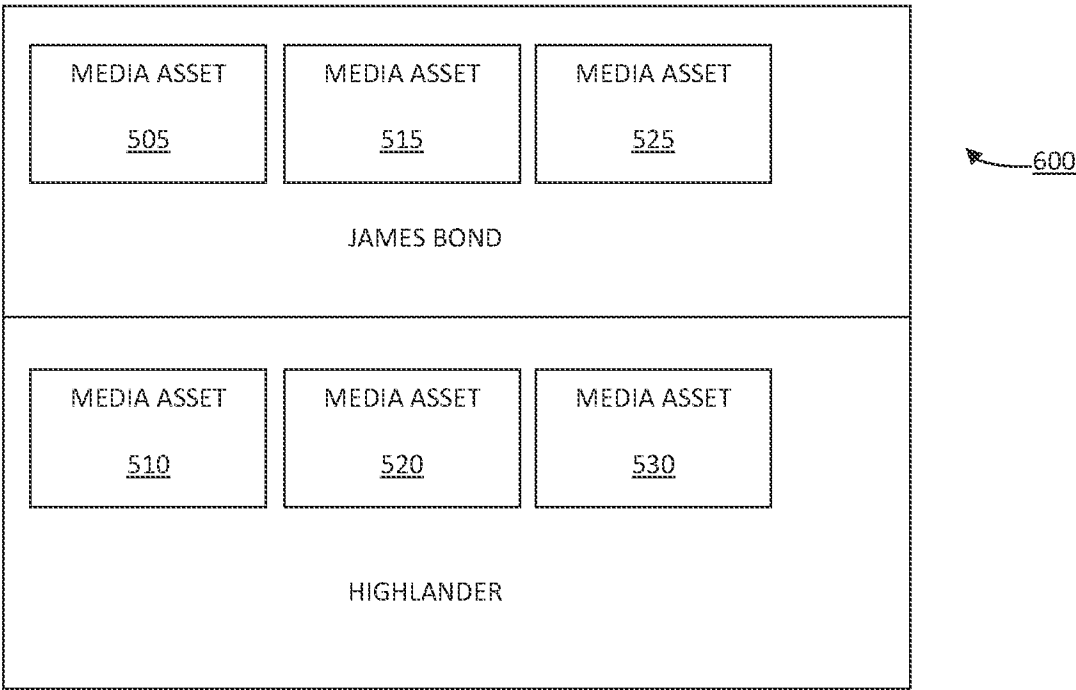 MEDIA ASSET
505
MEDIA ASSET
515
MEDIA ASSET
525
JAMES BOND
600
MEDIA ASSET
510
MEDIA ASSET
520
MEDIA ASSET
530
HIGHLANDER